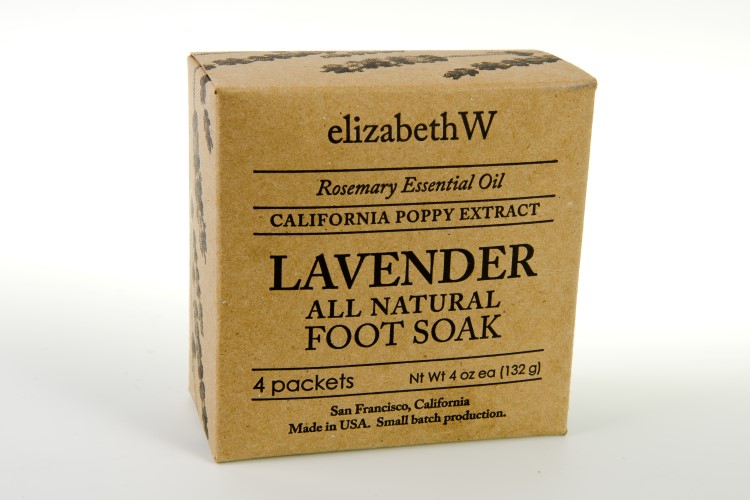 elizabethW
Rosemary Essential Oil
CALIFORNIA POPPY EXTRACT
LAVENDER
ALL NATURAL
FOOT SOAK
4 packets Nt Wt 4 oz ea (132 g)
San Francisco, California
Made in USA. Small batch production.